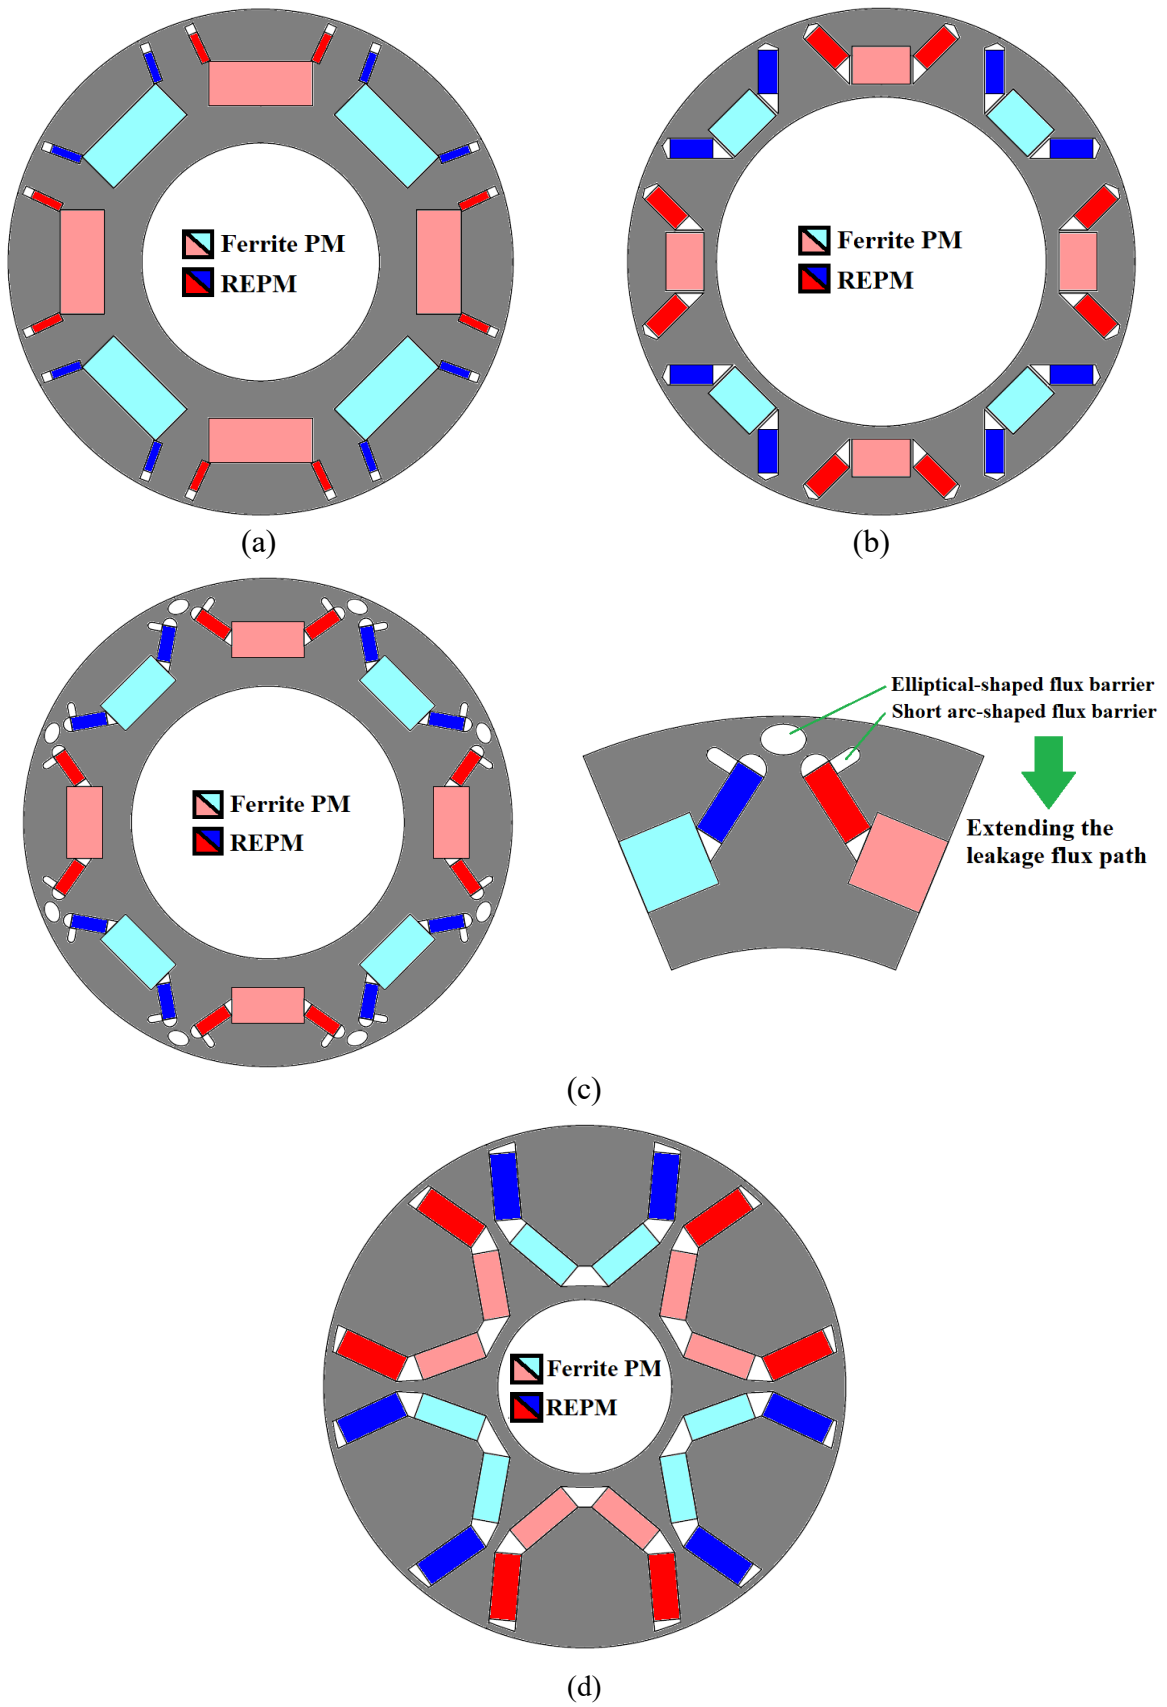 Ferrite PM
REPM
(a)
Ferrite PM
REPM
(b)
Ferrite PM
REPM
Elliptical-shaped flux barrier
Short arc-shaped flux barrier
Extending the
leakage flux path
(c)
Ferrite PM
REPM
(d)